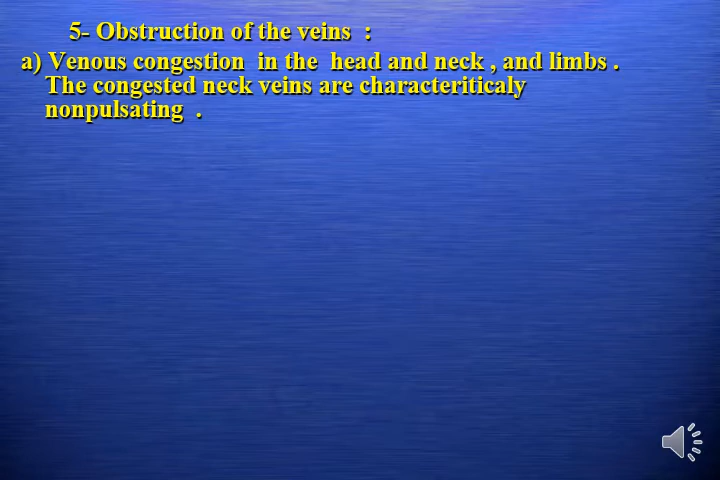 5- Obstruction of the veins :
a) Venous congestion in the head and neck , and limbs .
The congested neck veins are characteriticaly
nonpulsating .